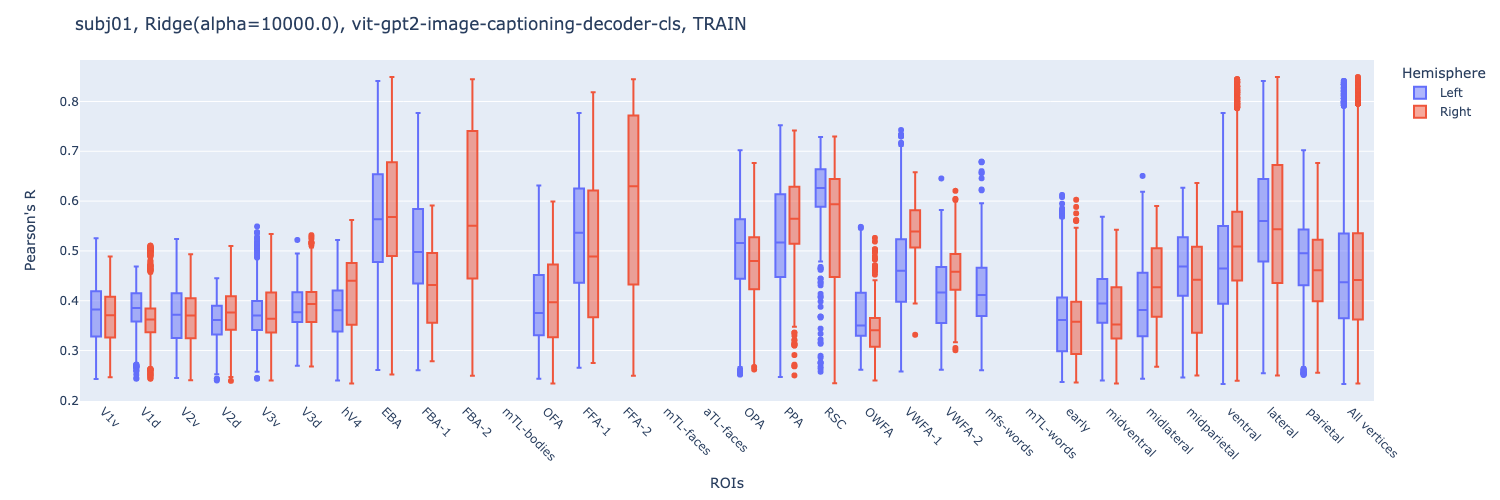 subj01, Ridge(alpha=10000.0), vit-gpt2-image-captioning-decoder-cls, TRAIN
Hemisphere
Left
Right
Pearson's R
0.8
0.7
0.6
0.5
0.4
0.3
0.2
V1v
V1d
V2v
V2d
V3v
V3d
hV4
EBA
FBA-1
FBA-2
mTL-bodies
OFA
FFA-1
FFA-2
mTL-faces
aTL-faces
OPA
PPA
RSC
OWFA
VWFA-1
VWFA-2
mfs-words
mTL-words
early
midventral
midlateral
midparietal
ventral
lateral
parietal
All vertices
ROIs